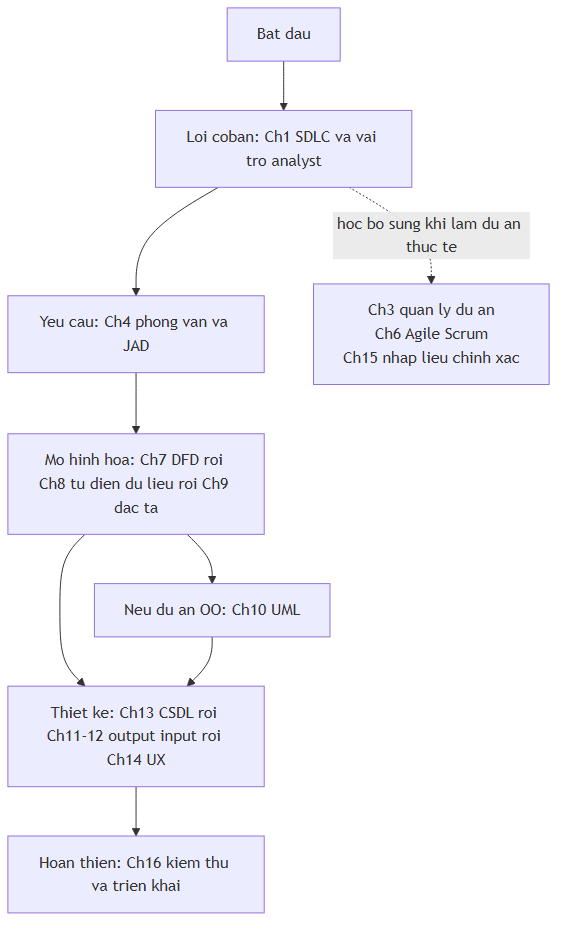 Bat dau
Loi coban: Ch1 SDLC va vai
tro analyst
hoc bo sung khi lam du an
thuc te
Yeu cau: Ch4 phong van va
JAD
Ch3 quan ly du an
Ch6 Agile Scrum
Ch15 nhap lieu chinh xac
Mo hinh hoa: Ch7 DFD roi
Ch8 tu dien du lieu roi Ch9
dac ta
Neu du an OO: Ch10 UML
Thiet ke: Ch13 CSDL roi
Ch11-12 output input roi
Ch14 UX
Hoan thien: Ch16 kiem thu
va trien khai